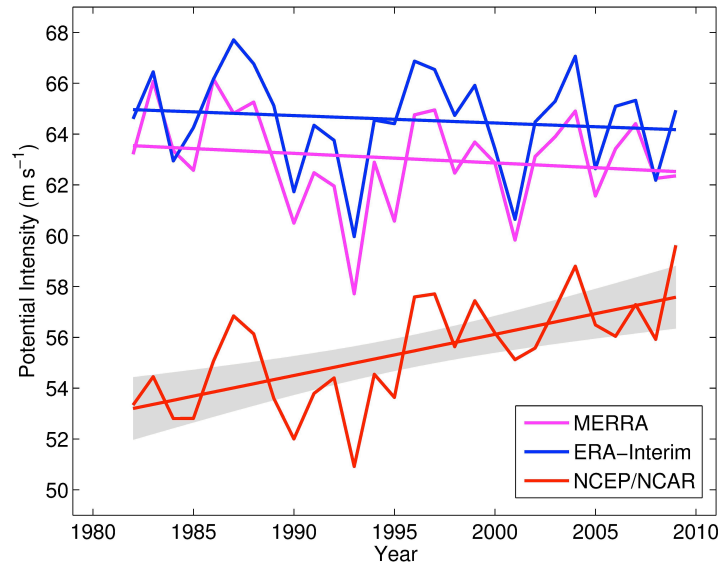 68
66
64
62
60
58
56
54
52
50
Potential Intensity (m s⁻¹)
MERRA
ERA−Interim
NCEP/NCAR
1980 1985 1990 1995 2000 2005 2010
Year